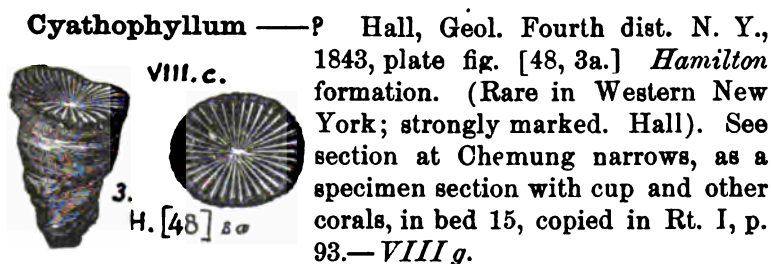 Cyathophyllum —? Hall, Geol. Fourth dist. N. Y.,
1843, plate fig. [48, 3a.] Hamilton
formation. (Rare in Western New
York; strongly marked. Hall). See
section at Chemung narrows, as a
specimen section with cup and other
corals, in bed 15, copied in Rt. I, p.
93.—VIII g.
VIII.c.
3.
H. [48] 3a